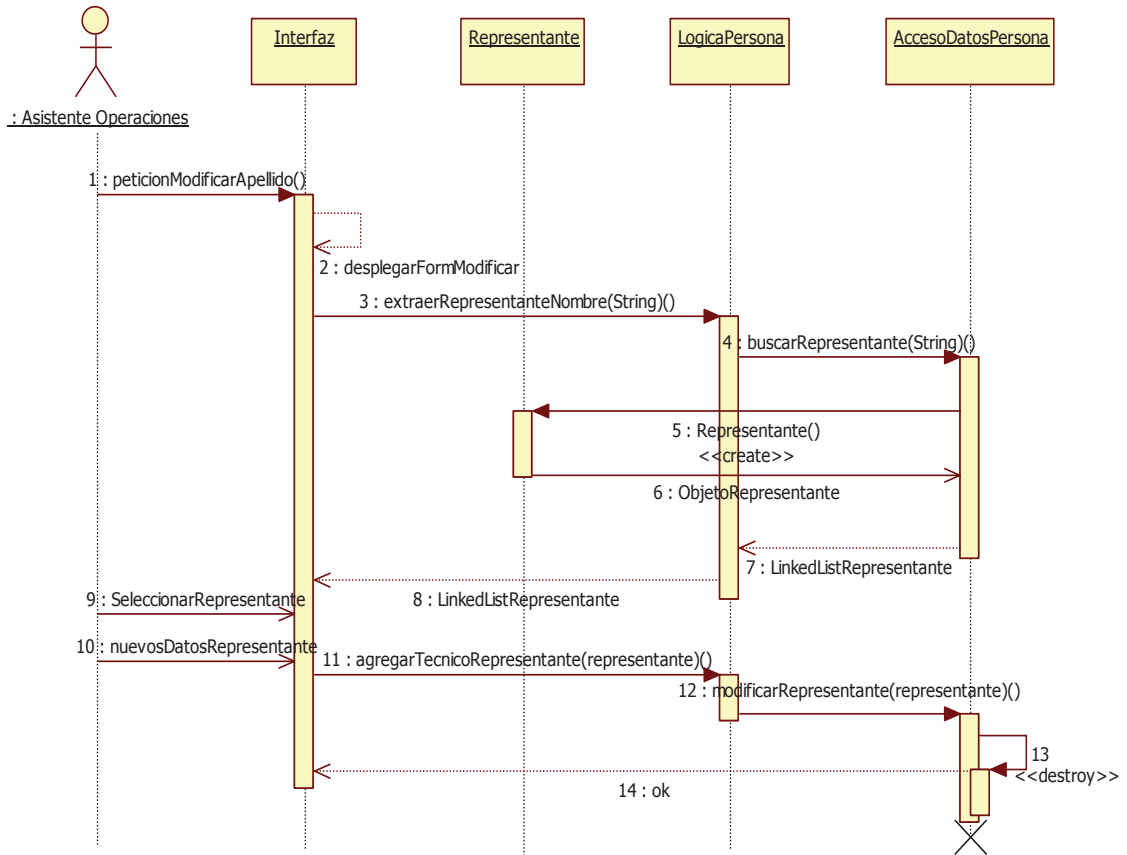 Interfaz
Representante
LogicaPersona
AccesoDatosPersona
: Asistente Operaciones
1 : peticionModificarApellido()
2 : desplegarFormModificar
3 : extraerRepresentanteNombre(String)()
4 : buscarRepresentante(String)()
5 : Representante()
<<create>>
6 : ObjetoRepresentante
7 : LinkedListRepresentante
8 : LinkedListRepresentante
9 : SeleccionarRepresentante
10 : nuevosDatosRepresentante
11 : agregarTecnicoRepresentante(representante)()
12 : modificarRepresentante(representante)()
13
<<destroy>>
14 : ok